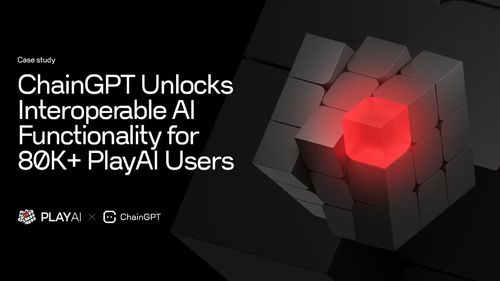 Case study
ChainGPT Unlocks
Interoperable AI
Functionality for
80K+ PlayAI Users
PLAYAI × ChainGPT